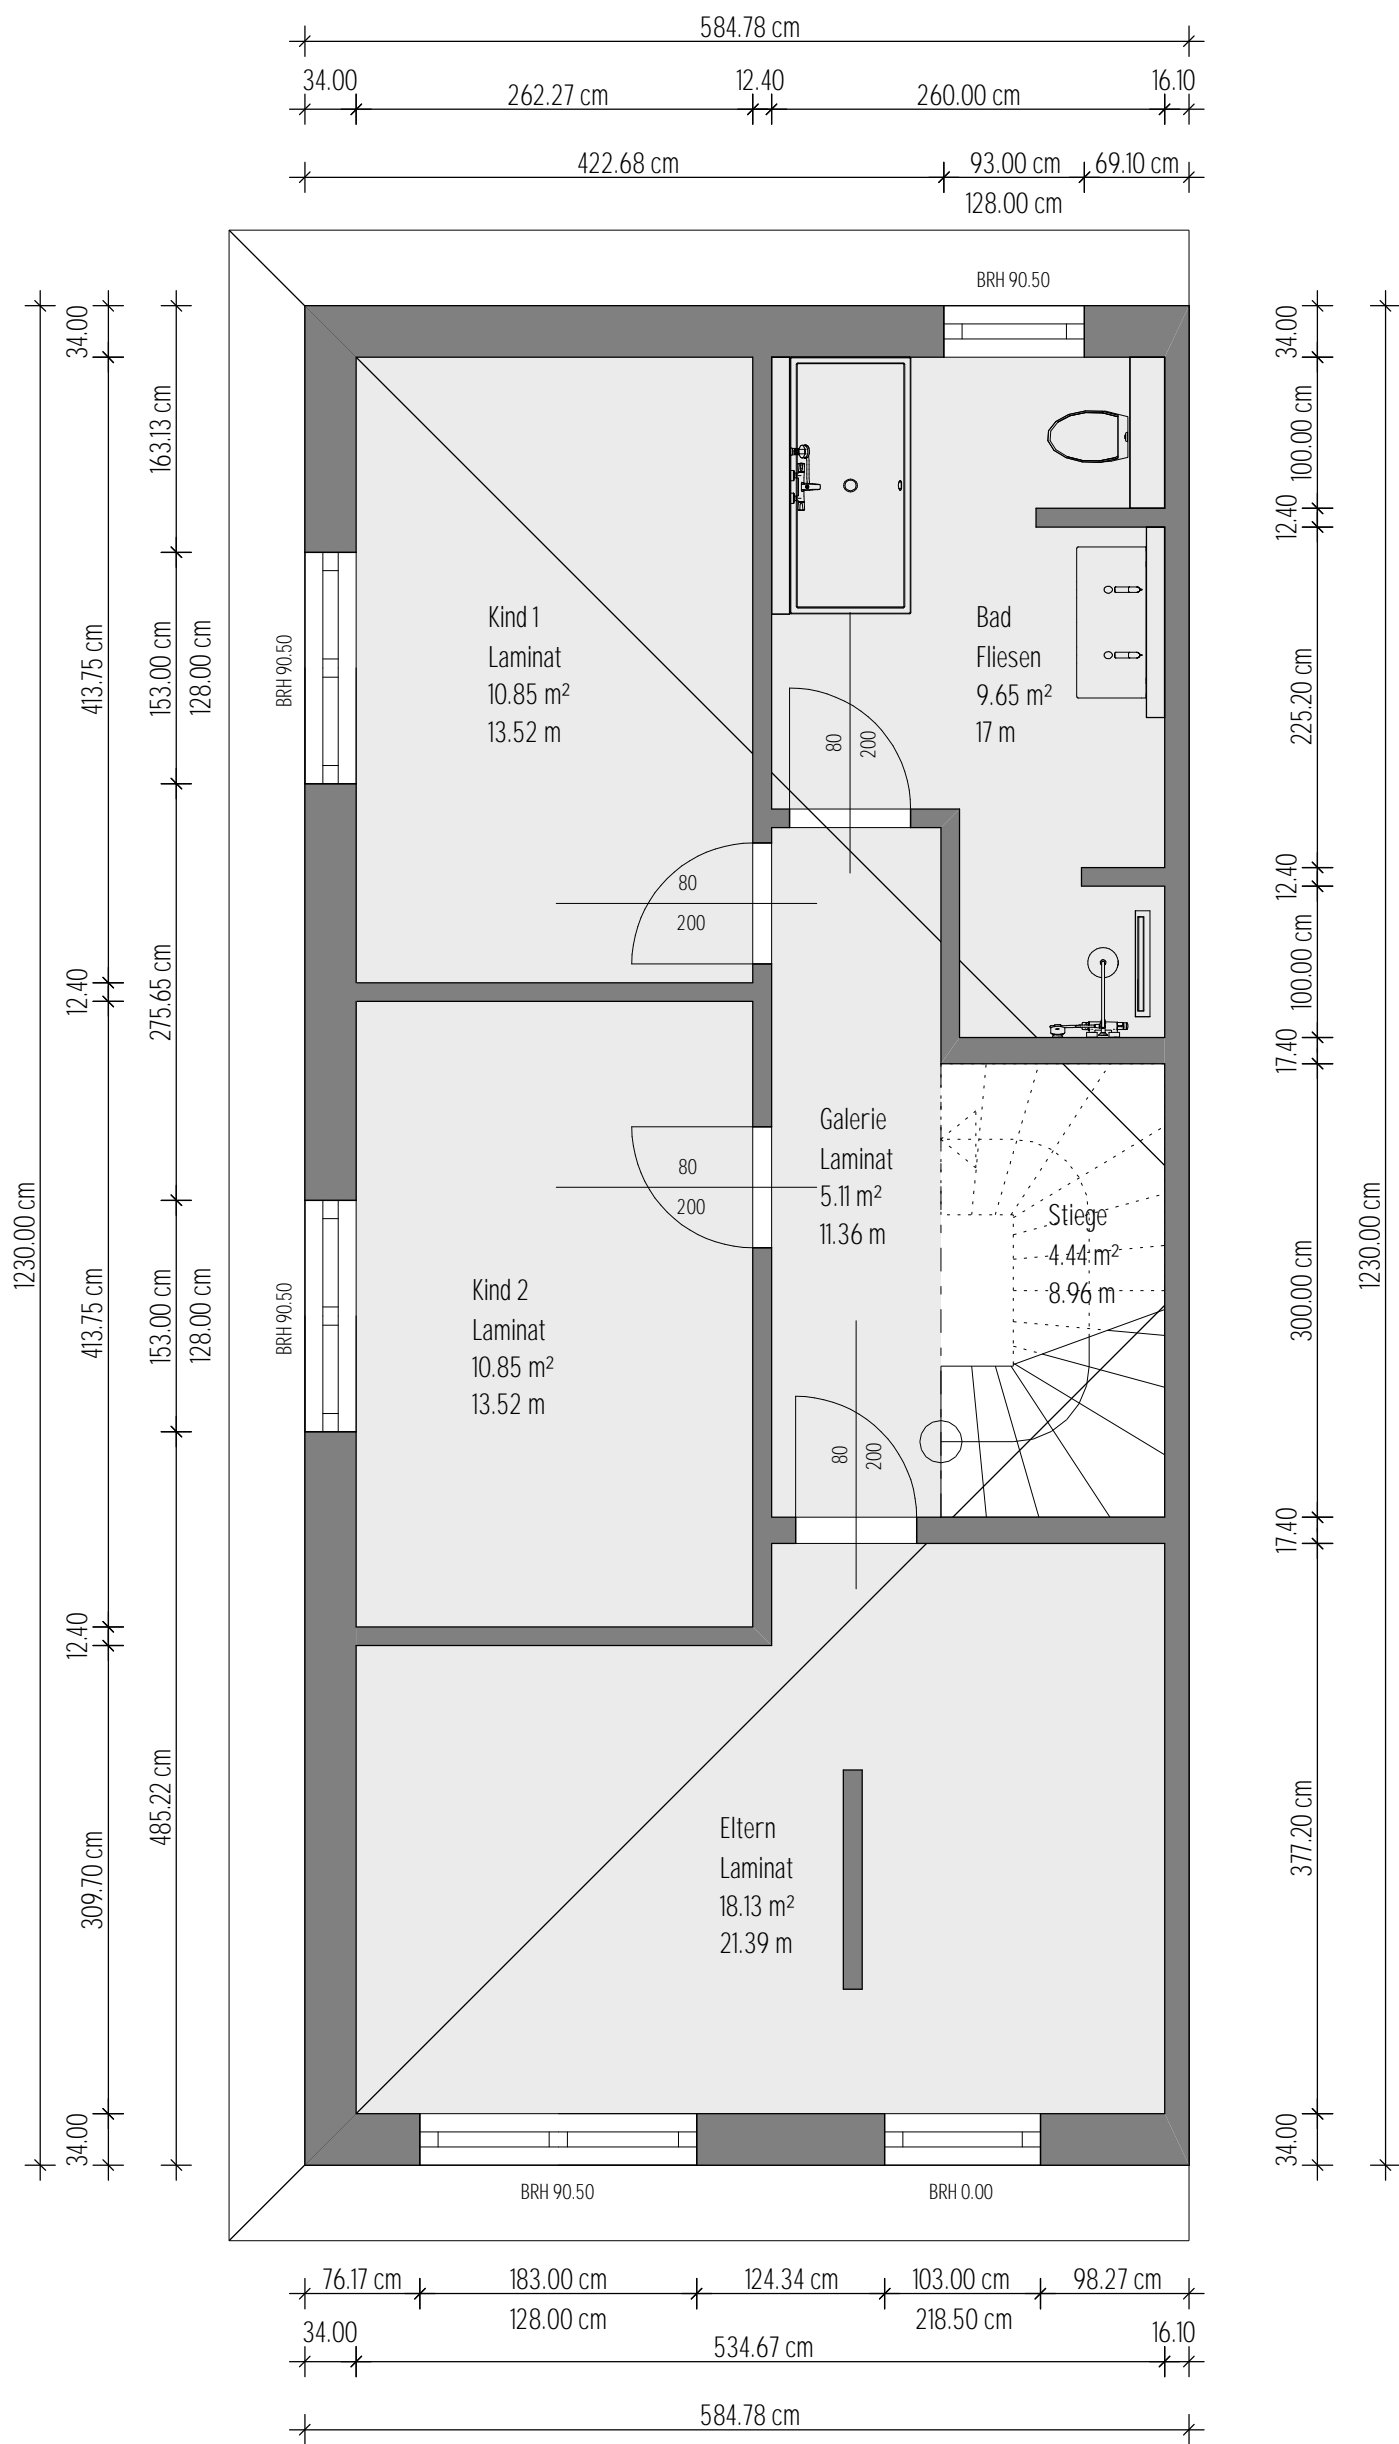 584.78 cm
34.00
262.27 cm
12.40
260.00 cm
16.10
422.68 cm
93.00 cm
69.10 cm
128.00 cm
BRH 90.50
1230.00 cm
34.00
413.75 cm
12.40
413.75 cm
12.40
309.70 cm
34.00
163.13 cm
153.00 cm
128.00 cm
275.65 cm
153.00 cm
128.00 cm
485.22 cm
BRH 90.50
BRH 90.50
Kind 1
Laminat
10.85 m²
13.52 m
80
200
Bad
Fliesen
9.65 m²
17 m
80
200
Kind 2
Laminat
10.85 m²
13.52 m
80
200
Galerie
Laminat
5.11 m²
11.36 m
Stiege
4.44 m²
8.96 m
80
200
Eltern
Laminat
18.13 m²
21.39 m
34.00
100.00 cm
12.40
225.20 cm
12.40
100.00 cm
17.40
300.00 cm
17.40
377.20 cm
34.00
1230.00 cm
BRH 90.50
BRH 0.00
76.17 cm
183.00 cm
124.34 cm
103.00 cm
98.27 cm
128.00 cm
218.50 cm
34.00
534.67 cm
16.10
584.78 cm